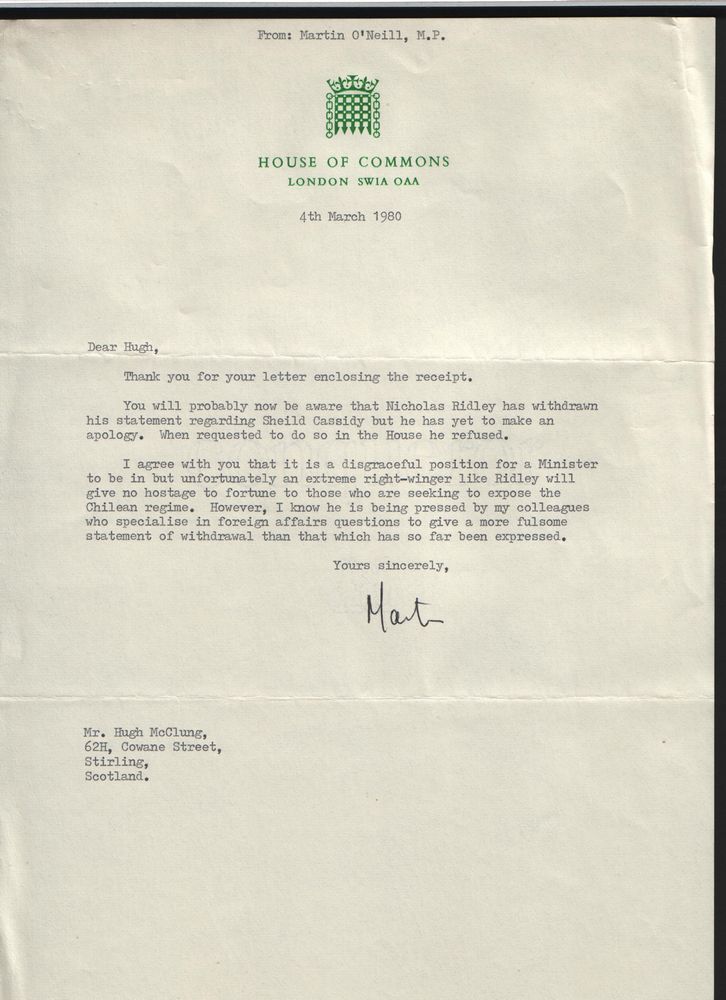 From: Martin O'Neill, M.P.
HOUSE OF COMMONS
LONDON SW1A OAA
4th March 1980
Dear Hugh,
Thank you for your letter enclosing the receipt.
You will probably now be aware that Nicholas Ridley has withdrawn
his statement regarding Sheild Cassidy but he has yet to make an
apology. When requested to do so in the House he refused.
I agree with you that it is a disgraceful position for a Minister
to be in but unfortunately an extreme right-winger like Ridley will
give no hostage to fortune to those who are seeking to expose the
Chilean regime. However, I know he is being pressed by my colleagues
who specialise in foreign affairs questions to give a more fulsome
statement of withdrawal than that which has so far been expressed.
Yours sincerely,
Martin
Mr. Hugh McClung,
62H, Cowane Street,
Stirling,
Scotland.